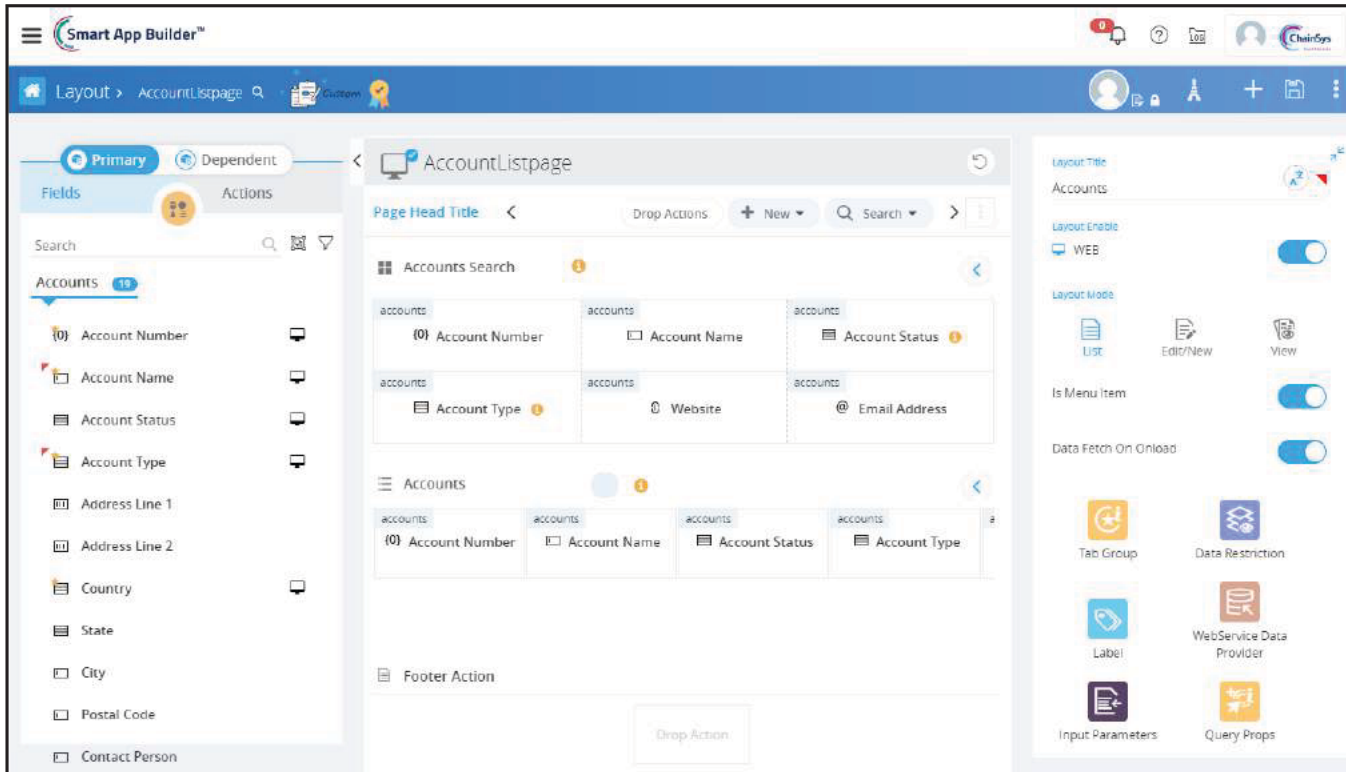 Smart App Builder™
0
LOG
ChainSys
Layout > AccountListpage
Custom
Primary
Dependent
Fields
Actions
Search
Accounts 19
{0} Account Number
Account Name
Account Status
Account Type
Address Line 1
Address Line 2
Country
State
City
Postal Code
Contact Person
AccountListpage
Page Head Title
Drop Actions
+ New
Search
Accounts Search
accounts accounts accounts
{0} Account Number Account Name Account Status
accounts accounts accounts
Account Type Website @ Email Address
Accounts
accounts accounts accounts accounts a
{0} Account Number Account Name Account Status Account Type
Footer Action
Drop Action
Layout Title
Accounts
Layout Enable
WEB
Layout Mode
List Edit/New View
Is Menu Item
Data Fetch On Onload
Tab Group Data Restriction
Label WebService Data
Provider
Input Parameters Query Props